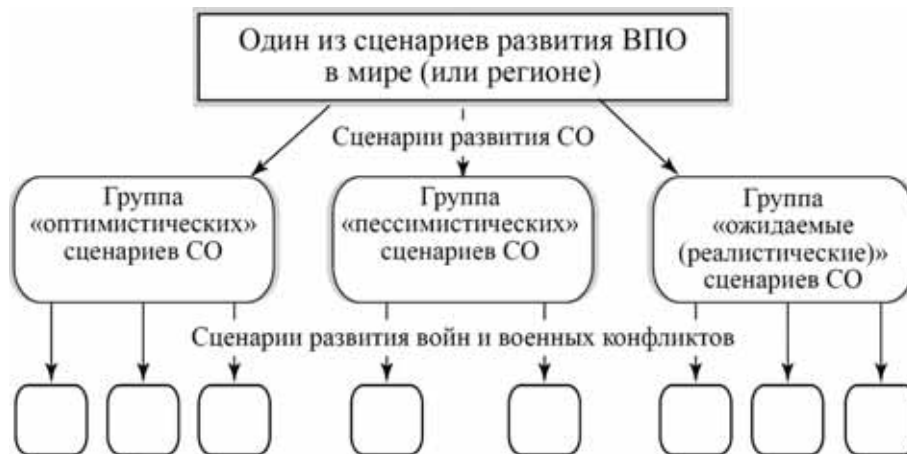 Один из сценариев развития ВПО
в мире (или регионе)
Сценарии развития СО
Группа
«оптимистических»
сценариев СО
Группа
«пессимистических»
сценариев СО
Группа
«ожидаемые
(реалистические)»
сценариев СО
Сценарии развития войн и военных конфликтов